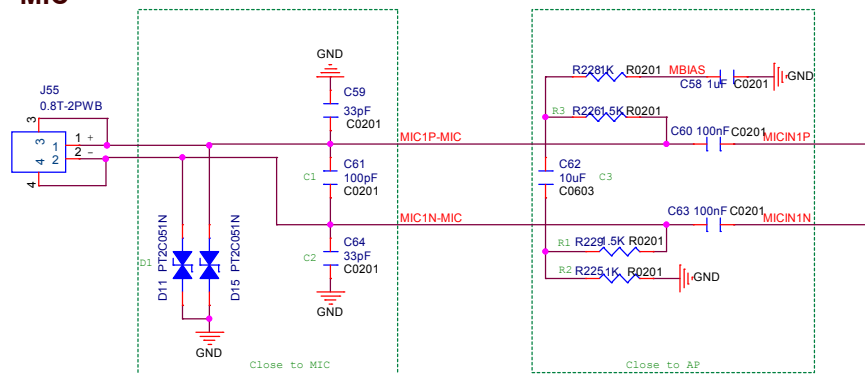 MIC
J55
0.8T-2PWB
3
3
4
4
1
2
1 +
2 -
GND
C59
33pF
C0201
MIC1P-MIC
C1
C61
100pF
C0201
MIC1N-MIC
C2
C64
33pF
C0201
GND
D1
D11 PT2C051N
D15 PT2C051N
GND
Close to MIC
R228 1K R0201
MBIAS
C58 1uF C0201
GND
R3
R226 1.5K R0201
C60 100nF C0201
MICIN1P
C62
10uF
C0603
C3
C63 100nF C0201
MICIN1N
R1
R229 1.5K R0201
R2
R225 1K R0201
GND
Close to AP